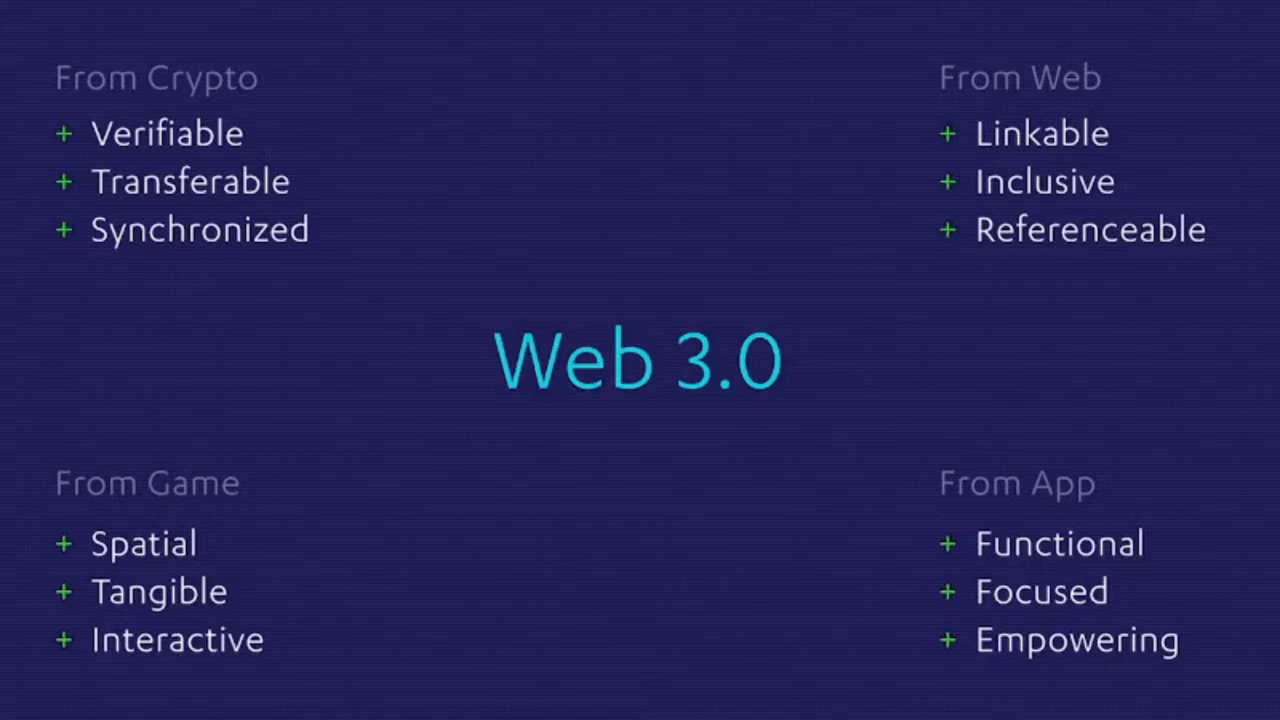 From Crypto
+ Verifiable
+ Transferable
+ Synchronized
From Web
+ Linkable
+ Inclusive
+ Referenceable
Web 3.0
From Game
+ Spatial
+ Tangible
+ Interactive
From App
+ Functional
+ Focused
+ Empowering